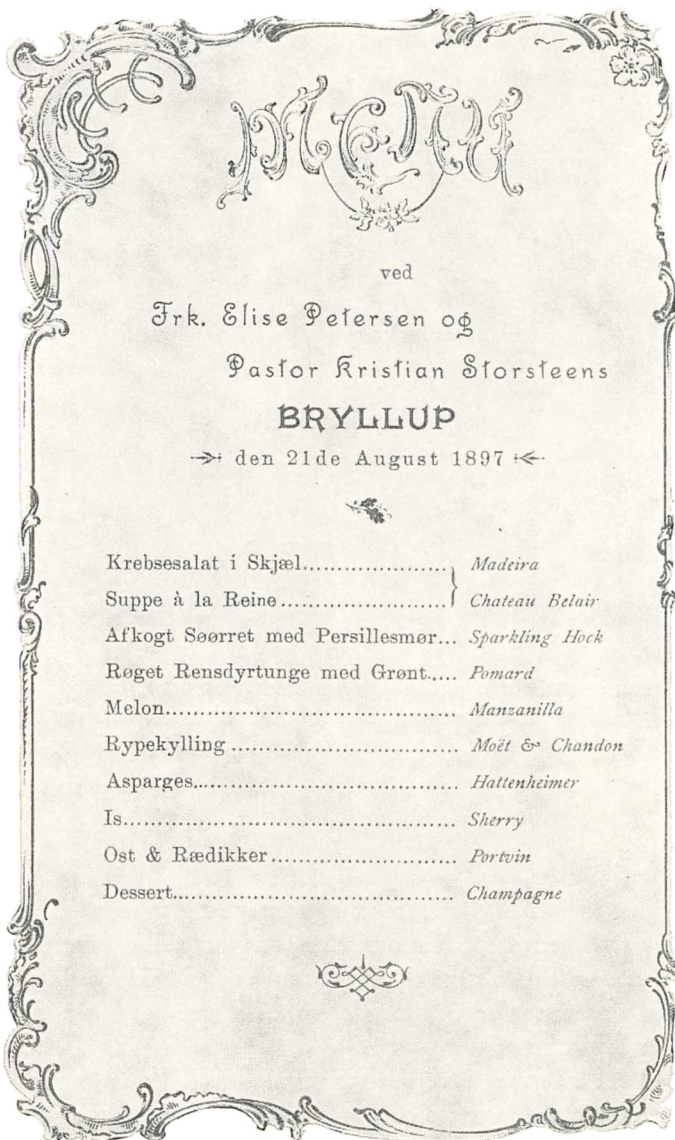 Menu
ved
Frk. Elise Petersen og
Pastor Kristian Storsteens
BRYLLUP
den 21de August 1897
Krebsesalat i Skjæl........................ Madeira
Suppe à la Reine........................ } Chateau Belair
Afkogt Søørret med Persillesmør... Sparkling Hock
Røget Rensdyrtunge med Grønt..... Pomard
Melon............................................ Manzanilla
Rypekylling .................................. Moët & Chandon
Asparges........................................ Hattenheimer
Is.................................................. Sherry
Ost & Rædikker............................ Portvin
Dessert.......................................... Champagne